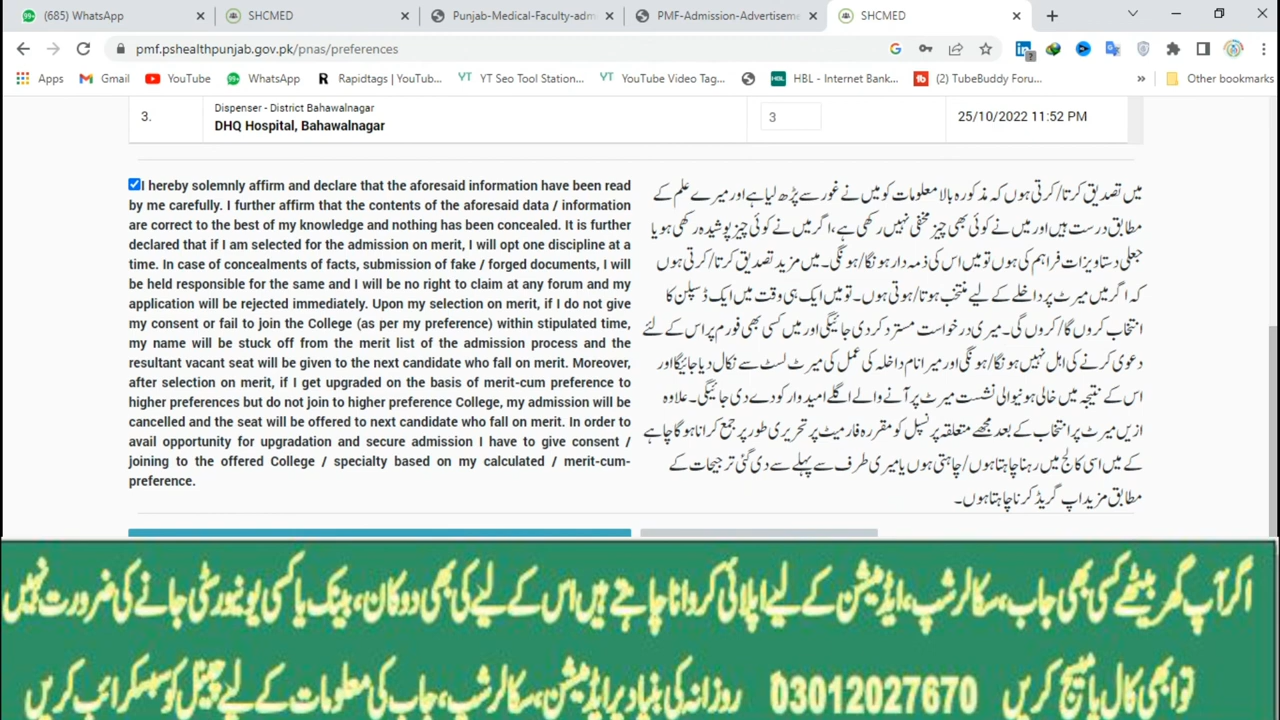 (685) WhatsApp
SHCMED
Punjab-Medical-Faculty-adm
PMF-Admission-Advertiseme
SHCMED
pmf.pshealthpunjab.gov.pk/pnas/preferences
Apps
Gmail
YouTube
WhatsApp
Rapidtags | YouTub...
YT Seo Tool Station...
YouTube Video Tag...
HBL - Internet Bank...
(2) TubeBuddy Foru...
»
Other bookmarks
3.
Dispenser - District Bahawalnagar
DHQ Hospital, Bahawalnagar
3
25/10/2022 11:52 PM
I hereby solemnly affirm and declare that the aforesaid information have been read
by me carefully. I further affirm that the contents of the aforesaid data / information
are correct to the best of my knowledge and nothing has been concealed. It is further
declared that if I am selected for the admission on merit, I will opt one discipline at a
time. In case of concealments of facts, submission of fake / forged documents, I will
be held responsible for the same and I will be no right to claim at any forum and my
application will be rejected immediately. Upon my selection on merit, if I do not give
my consent or fail to join the College (as per my preference) within stipulated time,
my name will be stuck off from the merit list of the admission process and the
resultant vacant seat will be given to the next candidate who fall on merit. Moreover,
after selection on merit, if I get upgraded on the basis of merit-cum preference to
higher preferences but do not join to higher preference College, my admission will be
cancelled and the seat will be offered to next candidate who fall on merit. In order to
avail opportunity for upgradation and secure admission I have to give consent /
joining to the offered College / specialty based on my calculated / merit-cum-
preference.
میں تصدیق کرتا/کرتی ہوں کہ مذکورہ بالا معلومات کو میں نے غور سے پڑھ لیا ہے اور میرے علم کے
مطابق درست ہیں اور میں نے کوئی بھی چیز مخفی نہیں رکھی ہے، اگر میں نے کوئی چیز پوشیدہ رکھی ہو یا
جعلی دستاویزات فراہم کی ہوں تو میں اس کی ذمہ دار ہونگا/ہونگی۔ میں مزید تصدیق کرتا/کرتی ہوں
کہ اگر میں میرٹ پر داخلے کے لیے منتخب ہوتا/ہوتی ہوں۔ تو میں ایک ہی وقت میں ایک ڈسپلن کا
انتخاب کروں گا/کروں گی۔ میری درخواست مسترد کردی جائیگی اور میں کسی بھی فورم پر اس کے لئے
دعوی کرنے کی اہل نہیں ہونگا/ہونگی اور میرا نام داخلہ کی عمل کی میرٹ لسٹ سے نکال دیا جائیگا اور
اس کے نتیجہ میں خالی ہونیوالی نشست میرٹ پر آنے والے اگلے امیدوار کو دے دی جائیگی۔ علاوہ
ازیں میرٹ پر انتخاب کے بعد مجھے متعلقہ پرنسپل کو مقررہ فارمیٹ پر تحریری طور پر جمع کرانا ہوگا چاہے
کے میں اسی کالج میں رہنا چاہتا ہوں/چاہتی ہوں یا میری طرف سے پہلے سے دی گئی ترجیحات کے
مطابق مزید اپ گریڈ کرنا چاہتا ہوں۔
اگر آپ گھر بیٹھے کسی بھی جاب، سکالرشپ، ایڈمیشن کے لیے اپلائی کروانا چاہتے ہیں اس کے لیے کی بھی دوکان، بینک یا کسی یونیورسٹی جانے کی ضرورت نہیں
تو ابھی کال یا میسج کریں 03012027670 روزانہ کی بنیاد پر ایڈمیشن، سکالرشپ، جاب کی معلومات کے لیے چینل کو سبسکرائب کریں